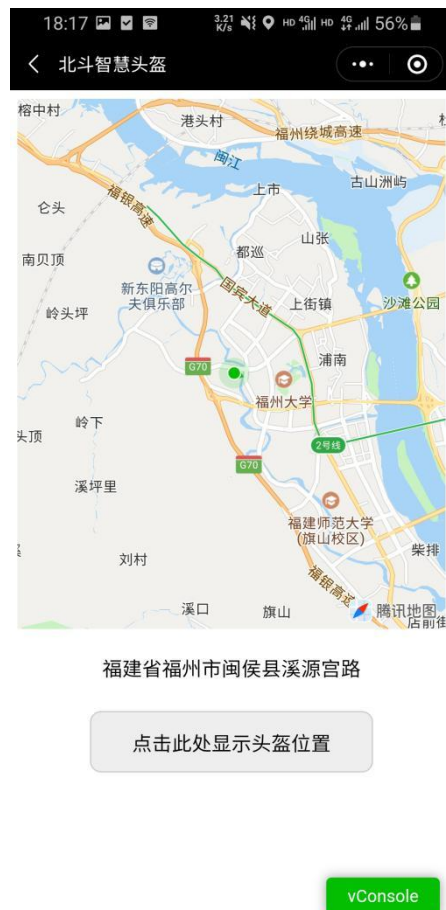 18:17 3.21 K/s HD 4G HD 4G 56%
北斗智慧头盔
榕中村
港头村
福州绕城高速
闽江
福银高速
上市
古山洲屿
仑头
山张
都巡
南贝顶
新东阳高尔
夫俱乐部
国宾大道
上街镇
沙滩公园
岭头坪
浦南
G70
福州大学
岭下
头顶
2号线
G70
溪坪里
福建师范大学
(旗山校区)
刘村
柴排
福银高速
溪口
旗山
腾讯地图
店前街
福建省福州市闽侯县溪源宫路
点击此处显示头盔位置
vConsole